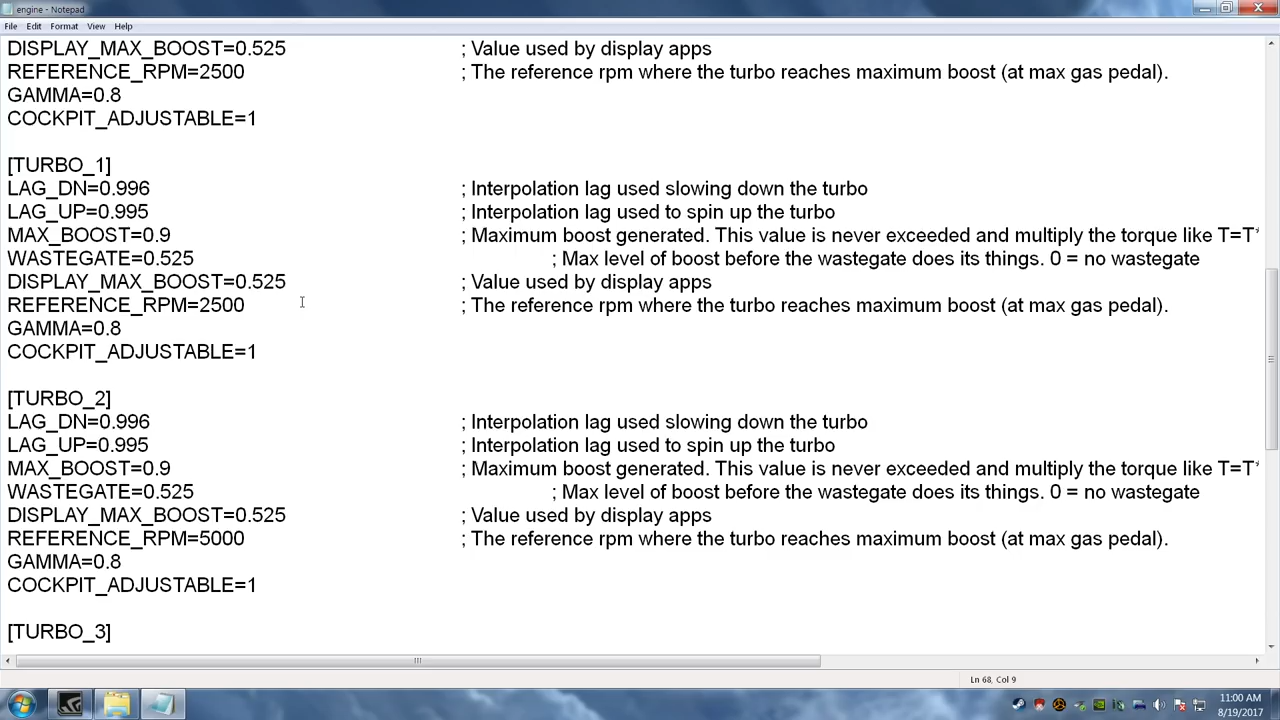 engine - Notepad
File Edit Format View Help
DISPLAY_MAX_BOOST=0.525 ; Value used by display apps
REFERENCE_RPM=2500 ; The reference rpm where the turbo reaches maximum boost (at max gas pedal).
GAMMA=0.8
COCKPIT_ADJUSTABLE=1
[TURBO_1]
LAG_DN=0.996 ; Interpolation lag used slowing down the turbo
LAG_UP=0.995 ; Interpolation lag used to spin up the turbo
MAX_BOOST=0.9 ; Maximum boost generated. This value is never exceeded and multiply the torque like T=T*
WASTEGATE=0.525 ; Max level of boost before the wastegate does its things. 0 = no wastegate
DISPLAY_MAX_BOOST=0.525 ; Value used by display apps
REFERENCE_RPM=2500 ; The reference rpm where the turbo reaches maximum boost (at max gas pedal).
GAMMA=0.8
COCKPIT_ADJUSTABLE=1
[TURBO_2]
LAG_DN=0.996 ; Interpolation lag used slowing down the turbo
LAG_UP=0.995 ; Interpolation lag used to spin up the turbo
MAX_BOOST=0.9 ; Maximum boost generated. This value is never exceeded and multiply the torque like T=T*
WASTEGATE=0.525 ; Max level of boost before the wastegate does its things. 0 = no wastegate
DISPLAY_MAX_BOOST=0.525 ; Value used by display apps
REFERENCE_RPM=5000 ; The reference rpm where the turbo reaches maximum boost (at max gas pedal).
GAMMA=0.8
COCKPIT_ADJUSTABLE=1
[TURBO_3]
Ln 68, Col 9
11:00 AM
8/19/2017